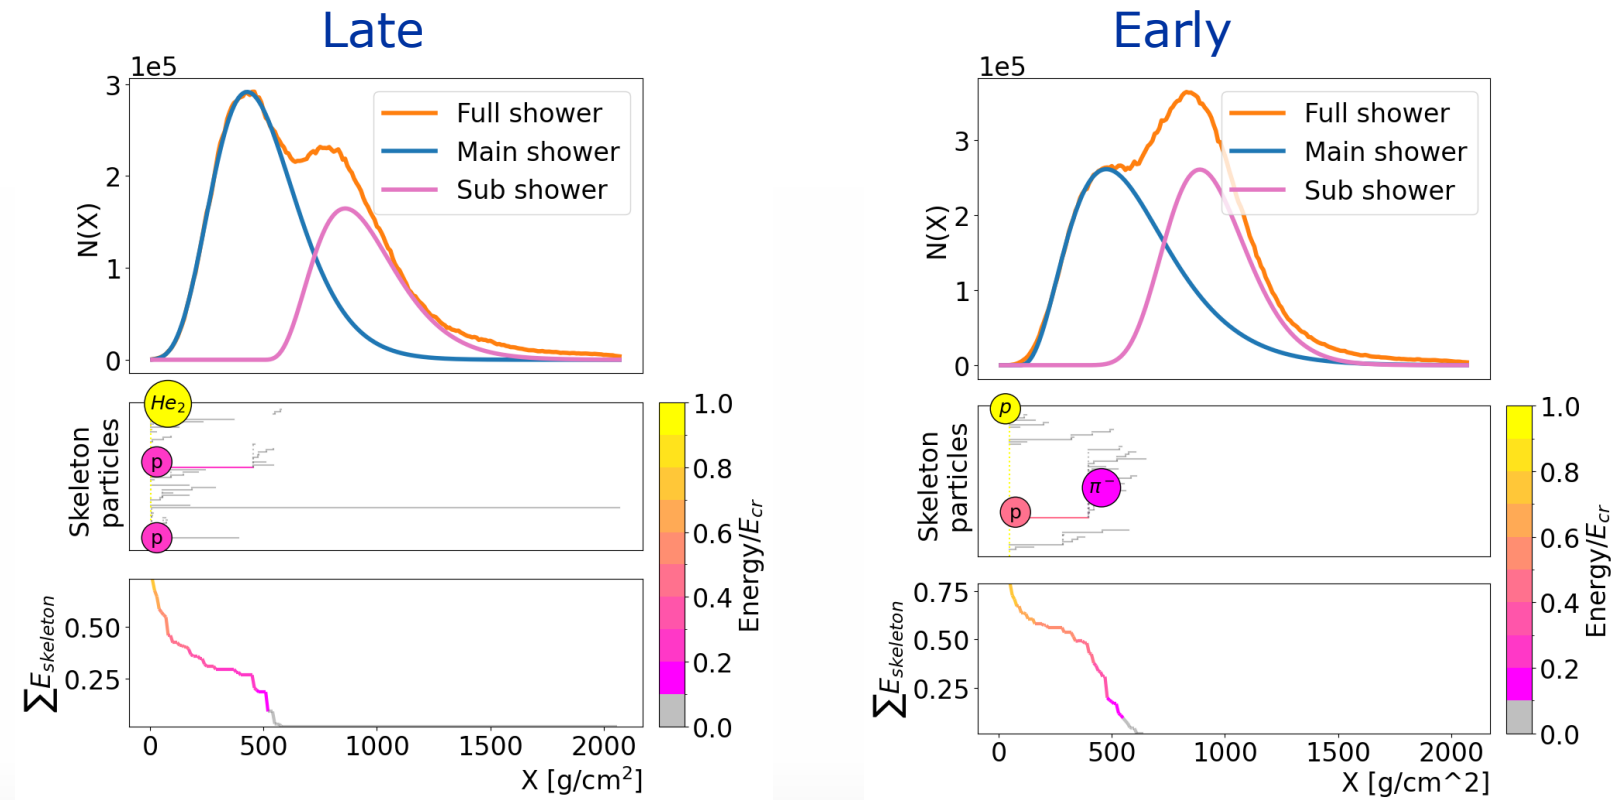 Late
1e5
3
2
1
0
N(X)
Full shower
Main shower
Sub shower
He2
p
p
Skeleton
particles
1.0
0.8
0.6
0.4
0.2
0.0
Energy/Ecr
0.50
0.25
∑Eskeleton
0 500 1000 1500 2000
X [g/cm2]
Early
1e5
3
2
1
0
N(X)
Full shower
Main shower
Sub shower
p
π−
p
Skeleton
particles
1.0
0.8
0.6
0.4
0.2
0.0
Energy/Ecr
0.75
0.50
0.25
∑Eskeleton
0 500 1000 1500 2000
X [g/cm^2]